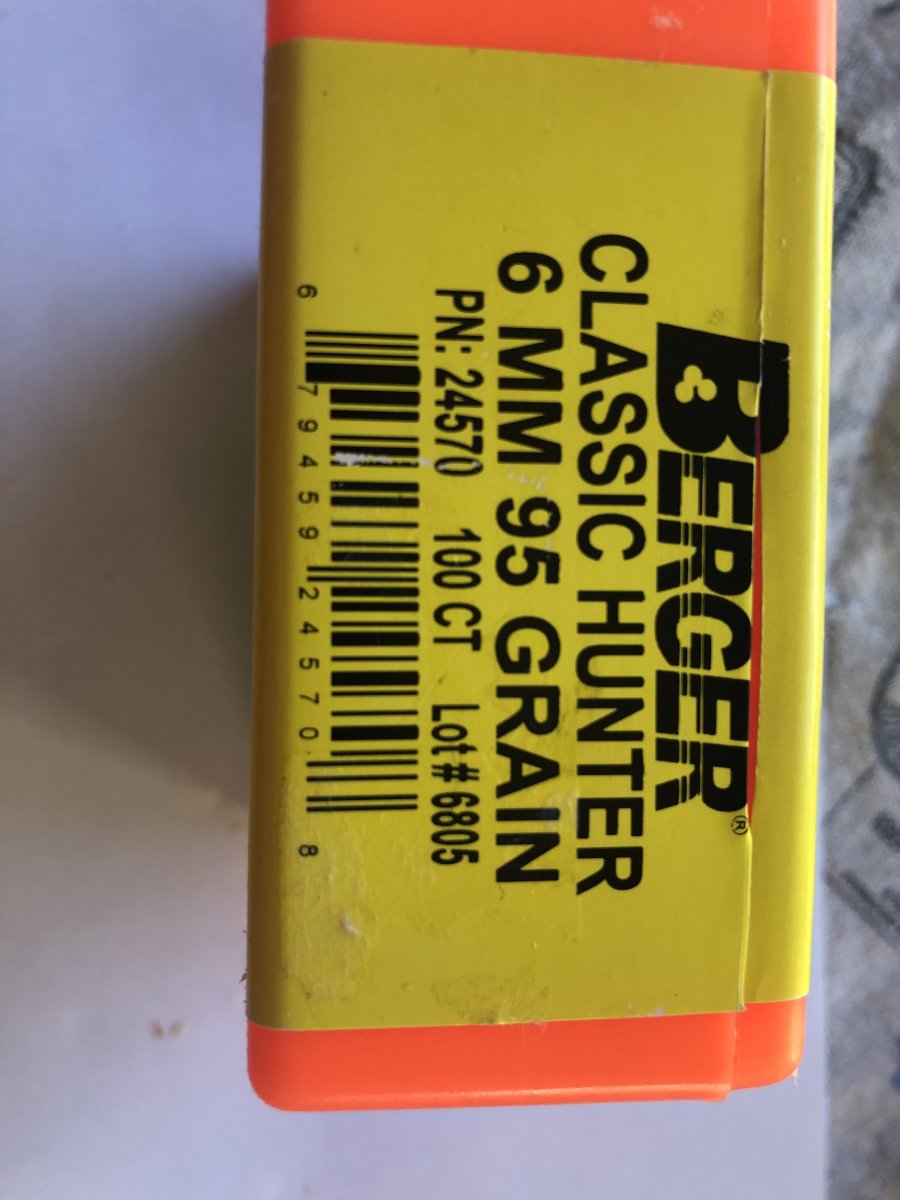 BERGER®
CLASSIC HUNTER
6 MM 95 GRAIN
PN: 24570 100 CT Lot # 6805
6 79459 24570 8